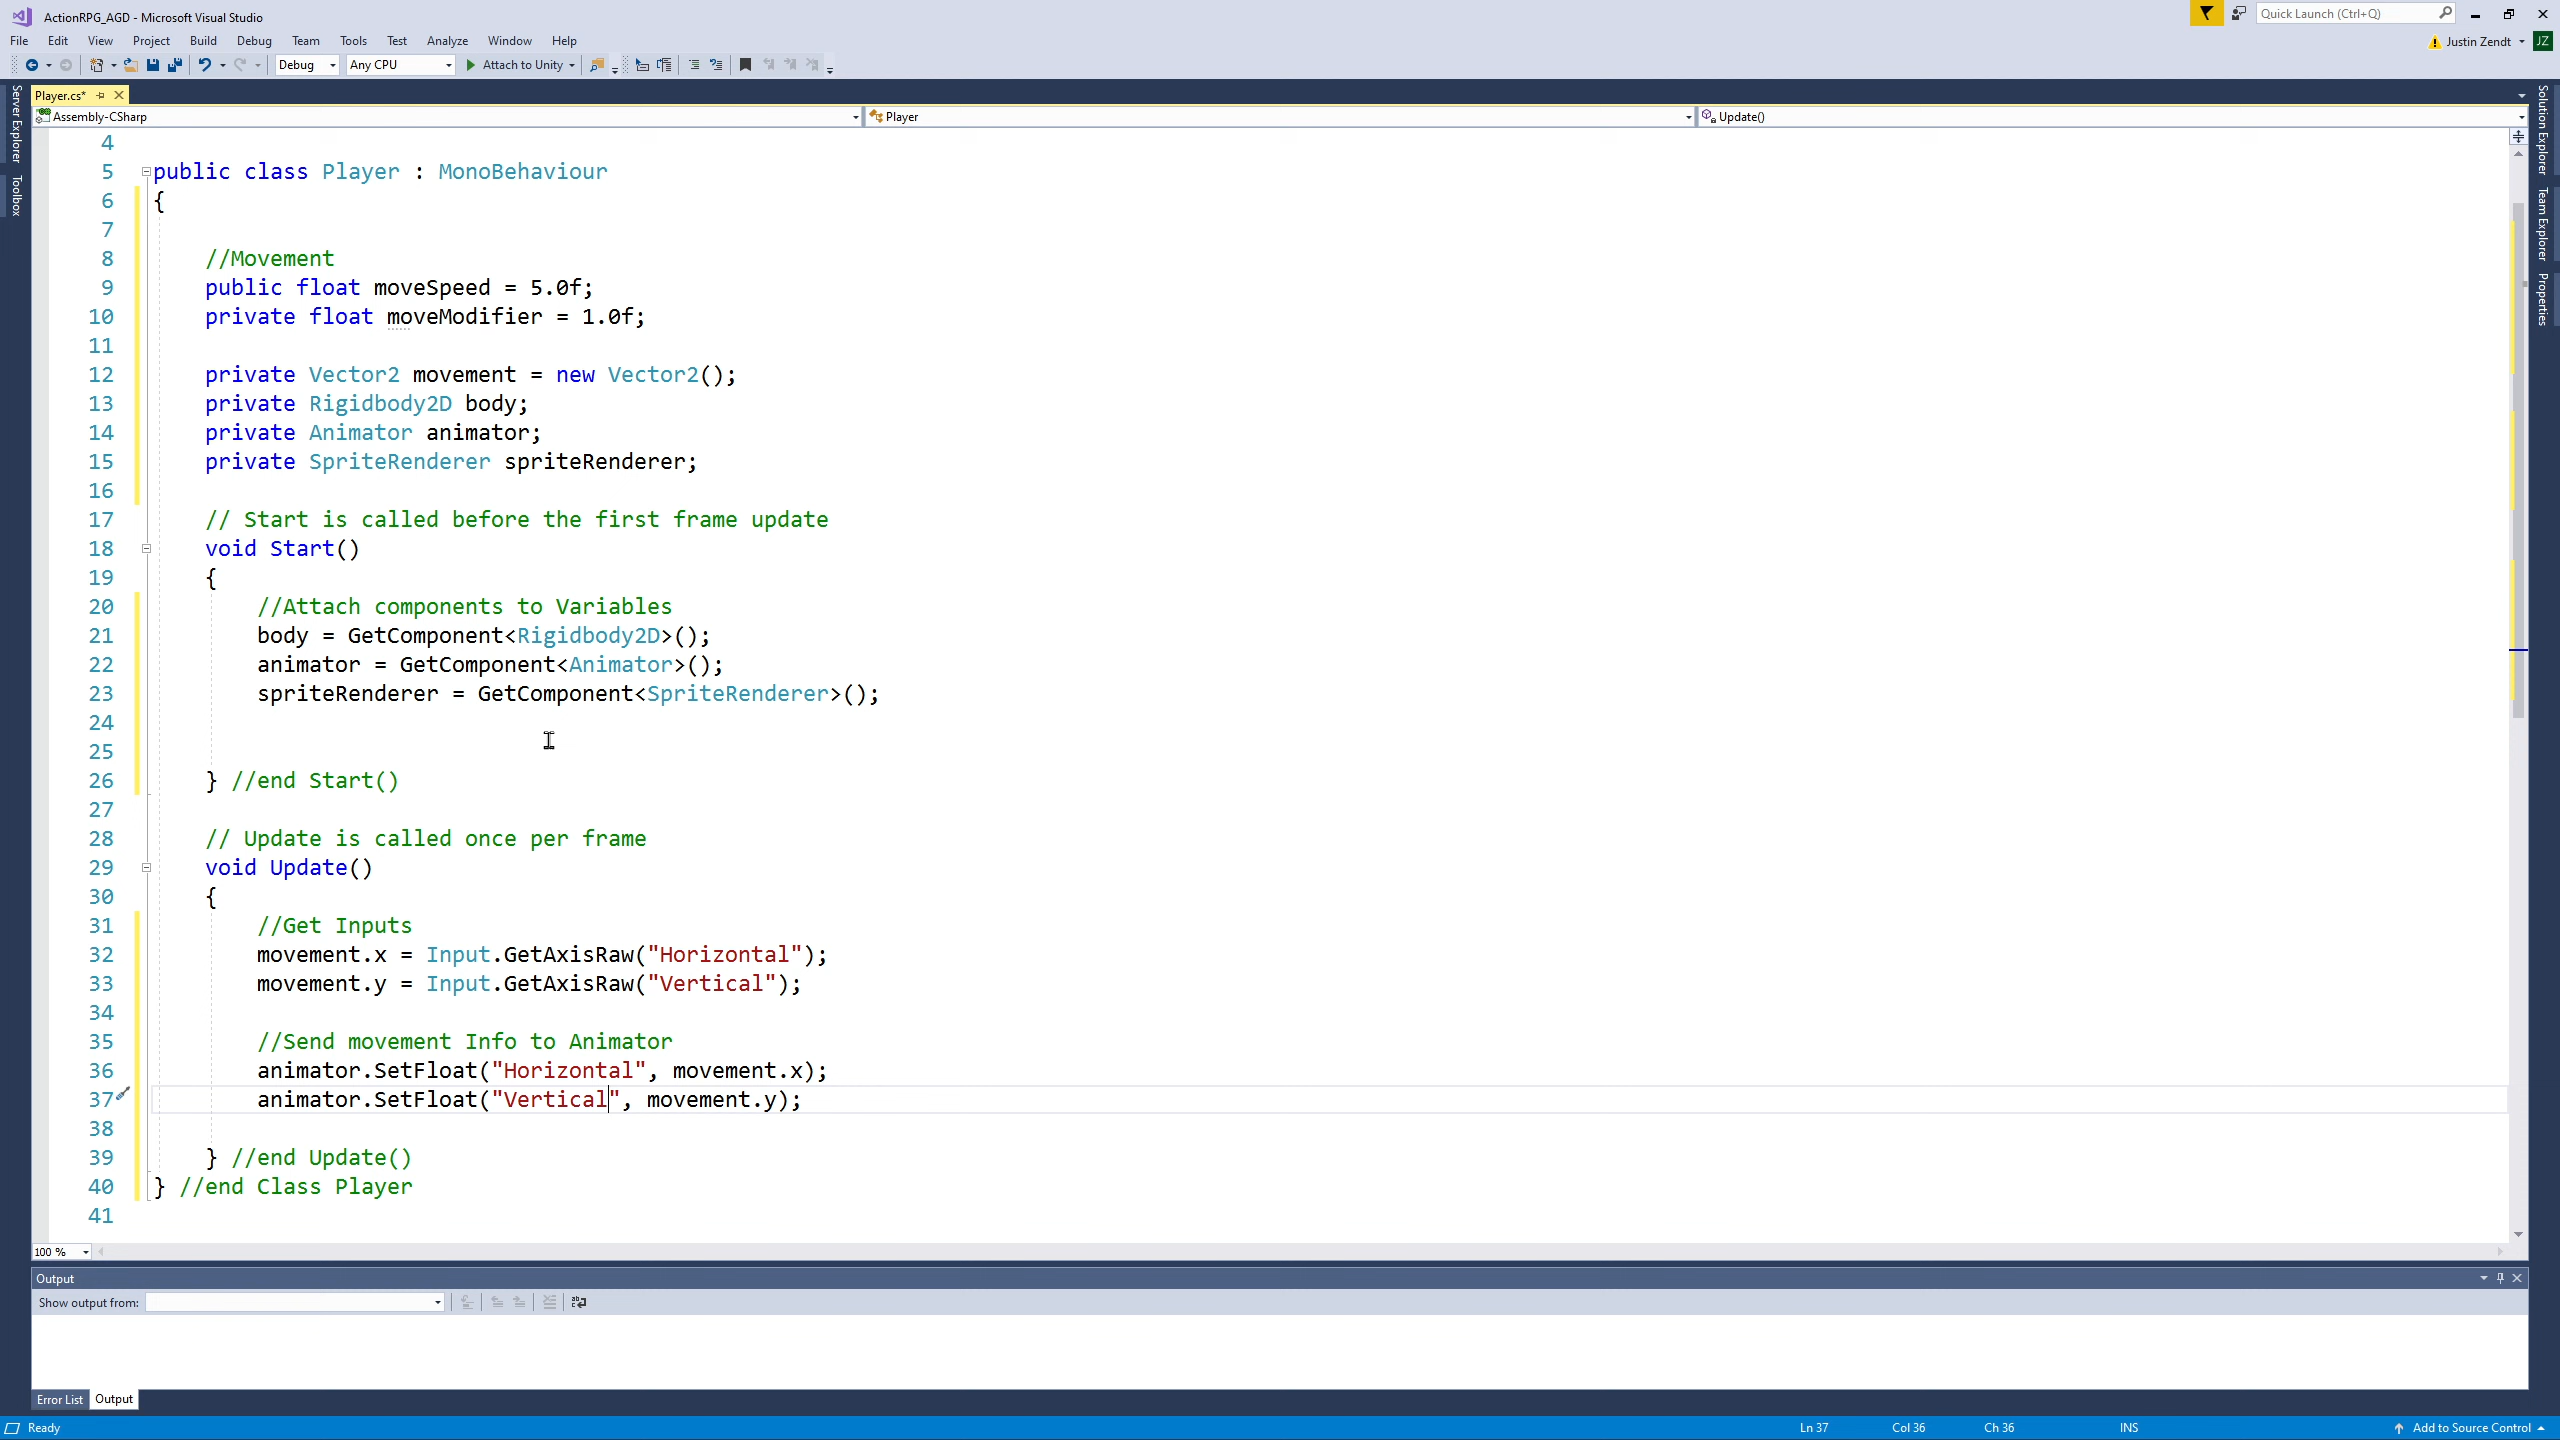 ActionRPG_AGD - Microsoft Visual Studio
Quick Launch (Ctrl+Q)
File Edit View Project Build Debug Team Tools Test Analyze Window Help
Justin Zendt JZ
Debug Any CPU Attach to Unity
Server Explorer
Toolbox
Solution Explorer
Team Explorer
Properties
Player.cs*
Assembly-CSharp Player Update()
4
5 public class Player : MonoBehaviour
6 {
7
8 //Movement
9 public float moveSpeed = 5.0f;
10 private float moveModifier = 1.0f;
11
12 private Vector2 movement = new Vector2();
13 private Rigidbody2D body;
14 private Animator animator;
15 private SpriteRenderer spriteRenderer;
16
17 // Start is called before the first frame update
18 void Start()
19 {
20 //Attach components to Variables
21 body = GetComponent<Rigidbody2D>();
22 animator = GetComponent<Animator>();
23 spriteRenderer = GetComponent<SpriteRenderer>();
24
25
26 } //end Start()
27
28 // Update is called once per frame
29 void Update()
30 {
31 //Get Inputs
32 movement.x = Input.GetAxisRaw("Horizontal");
33 movement.y = Input.GetAxisRaw("Vertical");
34
35 //Send movement Info to Animator
36 animator.SetFloat("Horizontal", movement.x);
37 animator.SetFloat("Vertical", movement.y);
38
39 } //end Update()
40 } //end Class Player
41
100 %
Output
Show output from:
Error List Output
Ready Ln 37 Col 36 Ch 36 INS Add to Source Control